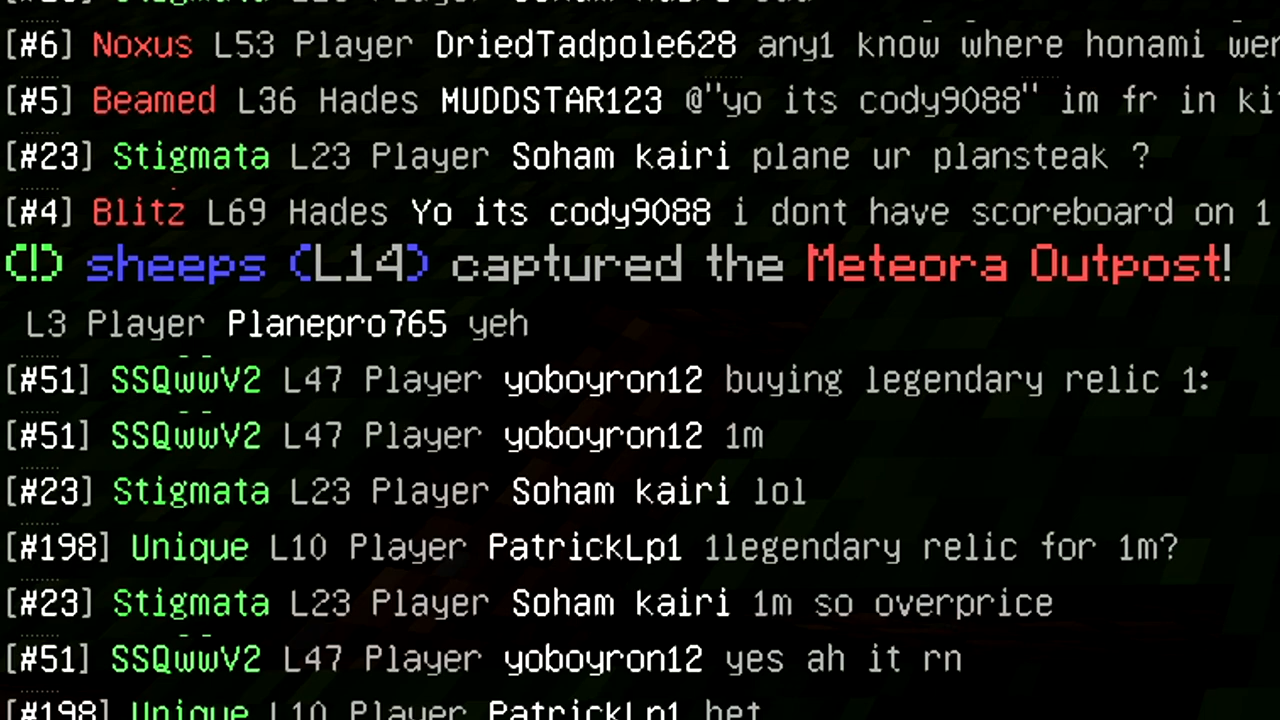 [#6] Noxus L53 Player DriedTadpole628 any1 know where honami
[#5] Beamed L36 Hades MUDDSTAR123 @"yo its cody9088" im fr in
[#23] Stigmata L23 Player Soham kairi plane ur plansteak ?
[#4] Blitz L69 Hades Yo its cody9088 i dont have scoreboard on 1
(!) sheeps (L14) captured the Meteora Outpost!
L3 Player Planepro765 yeh
[#51] SSQwwV2 L47 Player yoboyron12 buying legendary relic 1:
[#51] SSQwwV2 L47 Player yoboyron12 1m
[#23] Stigmata L23 Player Soham kairi lol
[#198] Unique L10 Player PatrickLp1 1legendary relic for 1m?
[#23] Stigmata L23 Player Soham kairi 1m so overprice
[#51] SSQwwV2 L47 Player yoboyron12 yes ah it rn
[#198] Unique L10 Player PatrickLp1 bet